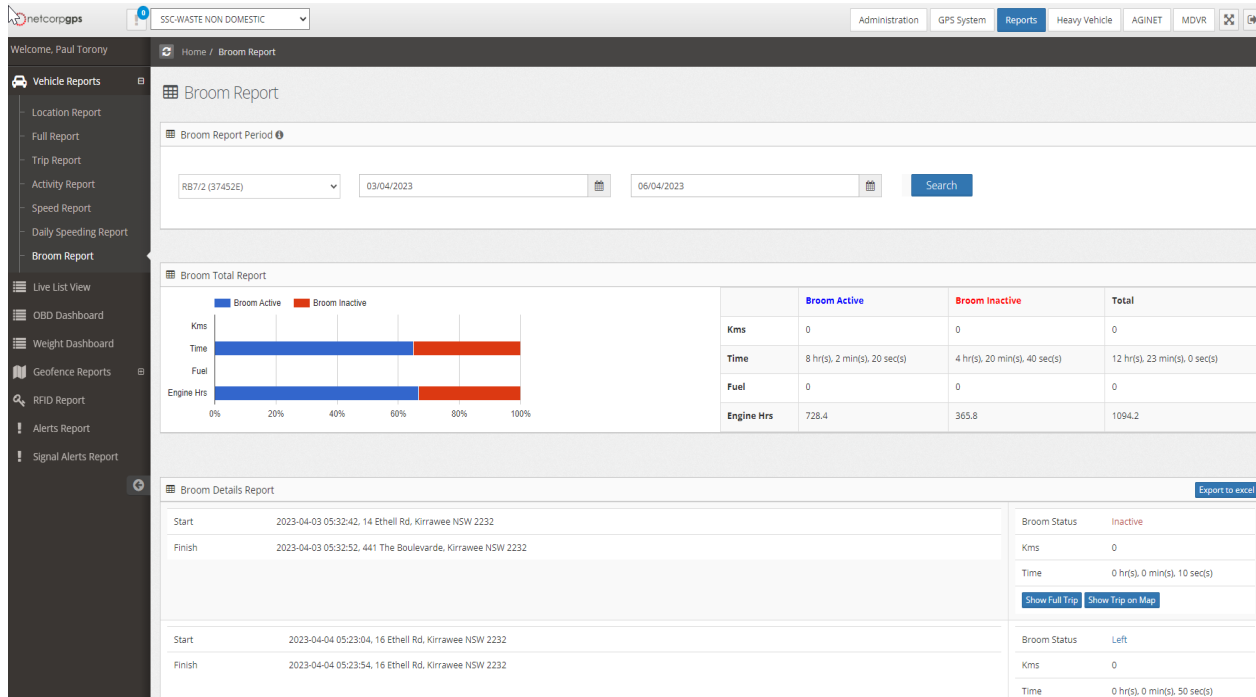 netcorpgps
0
SSC-WASTE NON DOMESTIC
Administration
GPS System
Reports
Heavy Vehicle
AGINET
MDVR
Welcome, Paul Torony
Home / Broom Report
Vehicle Reports
Location Report
Full Report
Trip Report
Activity Report
Speed Report
Daily Speeding Report
Broom Report
Live List View
OBD Dashboard
Weight Dashboard
Geofence Reports
RFID Report
Alerts Report
Signal Alerts Report
Broom Report
Broom Report Period
RB7/2 (37452E)
03/04/2023
06/04/2023
Search
Broom Total Report
Broom Active
Broom Inactive
Kms
Time
Fuel
Engine Hrs
0% 20% 40% 60% 80% 100%
Broom Active Broom Inactive Total
Kms 0 0 0
Time 8 hr(s), 2 min(s), 20 sec(s) 4 hr(s), 20 min(s), 40 sec(s) 12 hr(s), 23 min(s), 0 sec(s)
Fuel 0 0 0
Engine Hrs 728.4 365.8 1094.2
Broom Details Report
Export to excel
Start 2023-04-03 05:32:42, 14 Ethell Rd, Kirrawee NSW 2232
Finish 2023-04-03 05:32:52, 441 The Boulevarde, Kirrawee NSW 2232
Broom Status Inactive
Kms 0
Time 0 hr(s), 0 min(s), 10 sec(s)
Show Full Trip Show Trip on Map
Start 2023-04-04 05:23:04, 16 Ethell Rd, Kirrawee NSW 2232
Finish 2023-04-04 05:23:54, 16 Ethell Rd, Kirrawee NSW 2232
Broom Status Left
Kms 0
Time 0 hr(s), 0 min(s), 50 sec(s)